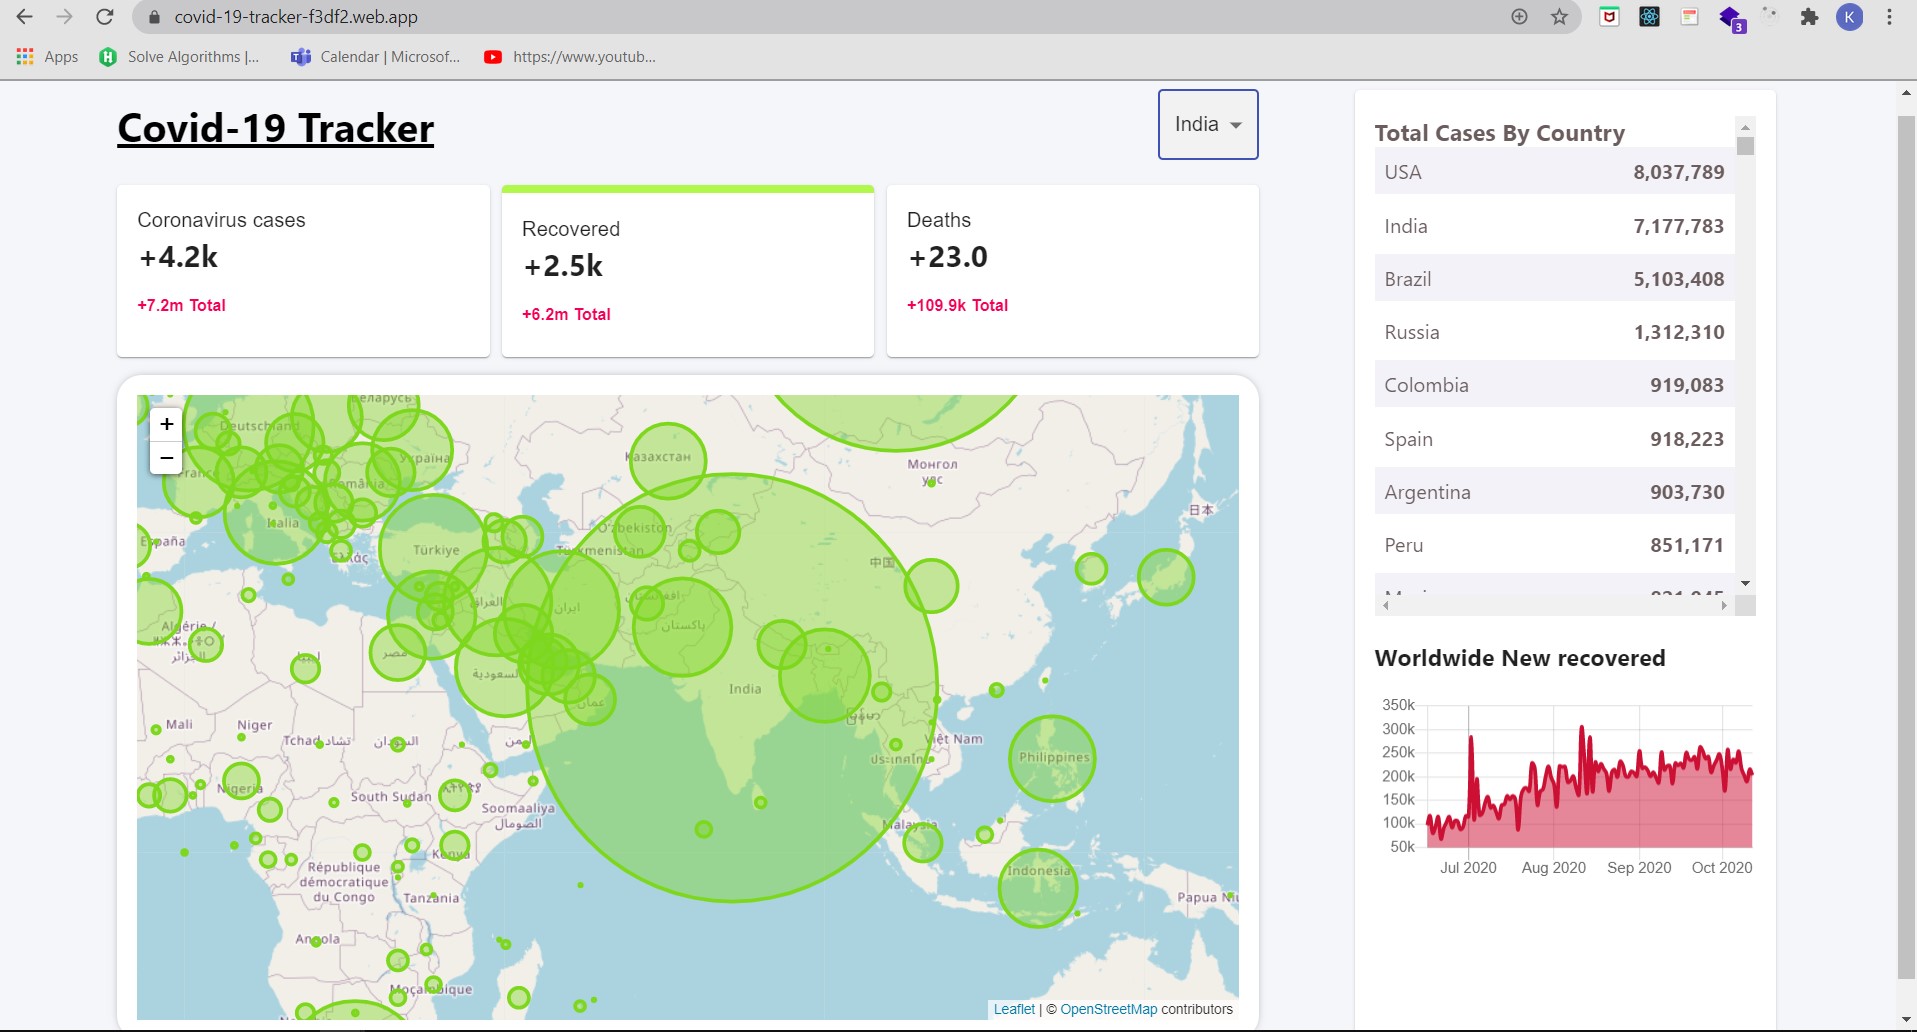 covid-19-tracker-f3df2.web.app
3
K
Apps
Solve Algorithms |...
Calendar | Microsof...
https://www.youtub...
Covid-19 Tracker
India
Coronavirus cases
+4.2k
+7.2m Total
Recovered
+2.5k
+6.2m Total
Deaths
+23.0
+109.9k Total
+
−
Беларусь
Deutschland
France
Україна
România
Italia
España
Ελλάς
Türkiye
Казахстан
Монгол
улс
日本
中国
O'zbekiston
Türkmenistan
العراق
ایران
افغانستان
پاکستان
Algérie /
الجزائر
ليبيا
مصر
السعودية
عمان
اليمن
India
Mali
Niger
Tchad تشاد
السودان
Nigeria
South Sudan
Soomaaliya
الصومال
Kenya
République
démocratique
du Congo
Tanzania
Angola
Moçambique
Việt Nam
ประเทศไทย
Philippines
Malaysia
Indonesia
Papua
Leaflet | © OpenStreetMap contributors
Total Cases By Country
USA 8,037,789
India 7,177,783
Brazil 5,103,408
Russia 1,312,310
Colombia 919,083
Spain 918,223
Argentina 903,730
Peru 851,171
Worldwide New recovered
350k
300k
250k
200k
150k
100k
50k
Jul 2020 Aug 2020 Sep 2020 Oct 2020